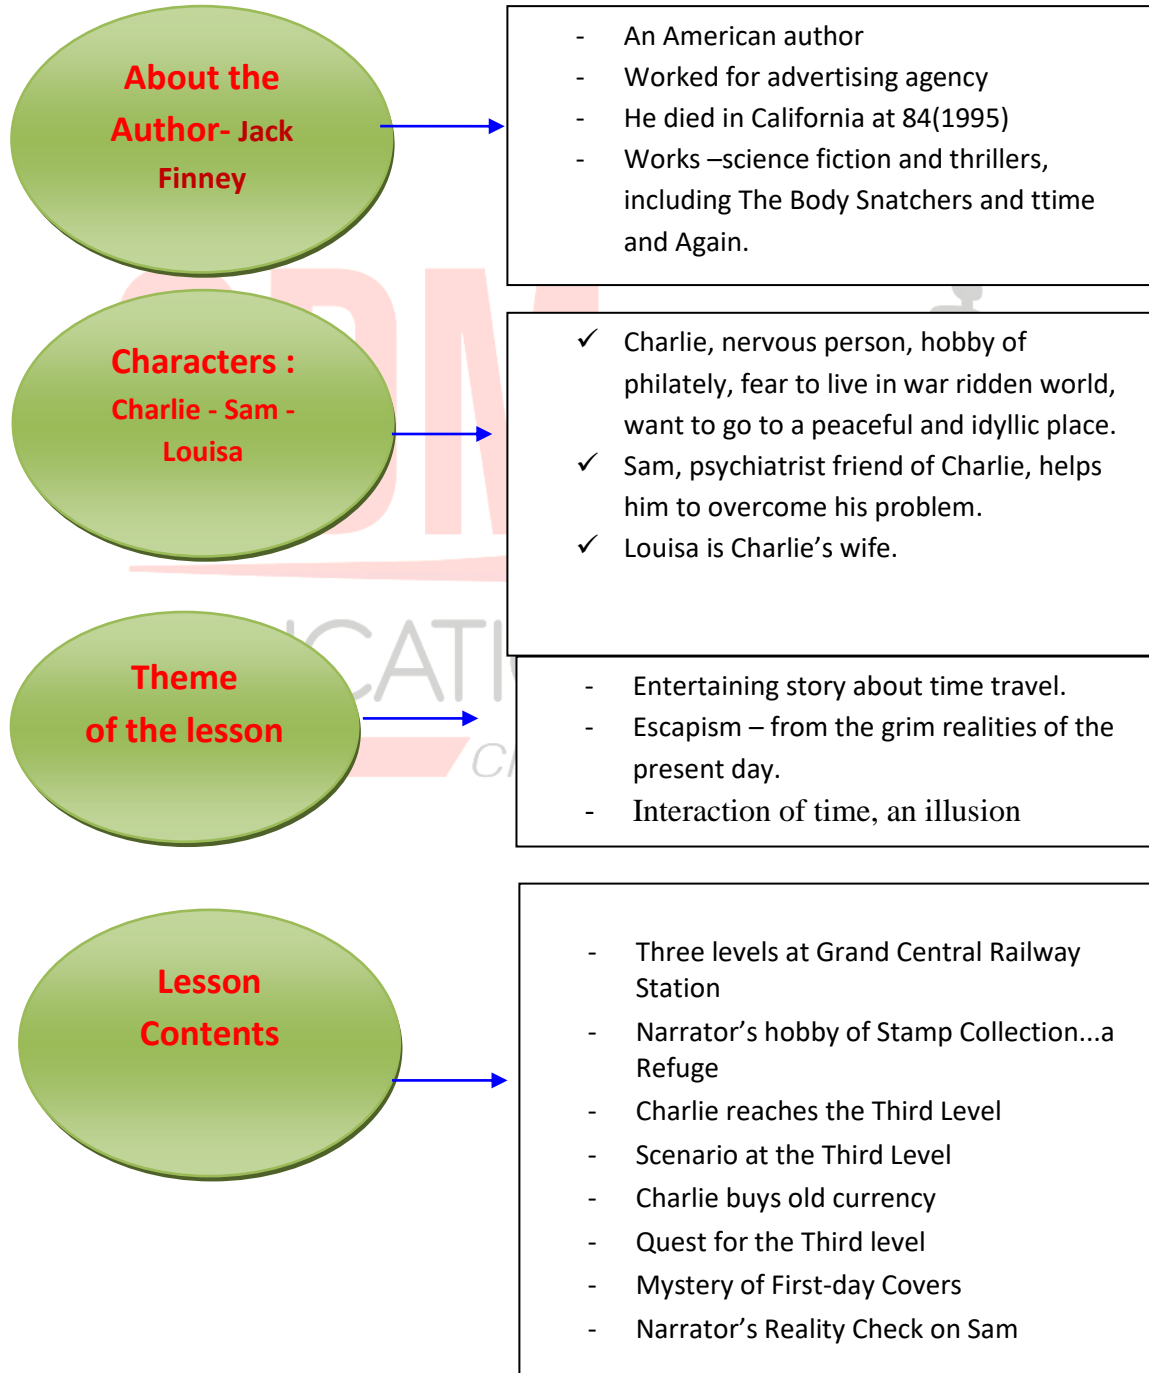 About the
Author- Jack
Finney
- An American author
- Worked for advertising agency
- He died in California at 84(1995)
- Works –science fiction and thrillers,
including The Body Snatchers and ttime
and Again.
Characters :
Charlie - Sam -
Louisa
✓ Charlie, nervous person, hobby of
philately, fear to live in war ridden world,
want to go to a peaceful and idyllic place.
✓ Sam, psychiatrist friend of Charlie, helps
him to overcome his problem.
✓ Louisa is Charlie’s wife.
Theme
of the lesson
- Entertaining story about time travel.
- Escapism – from the grim realities of the
present day.
- Interaction of time, an illusion
Lesson
Contents
- Three levels at Grand Central Railway
Station
- Narrator’s hobby of Stamp Collection...a
Refuge
- Charlie reaches the Third Level
- Scenario at the Third Level
- Charlie buys old currency
- Quest for the Third level
- Mystery of First-day Covers
- Narrator’s Reality Check on Sam